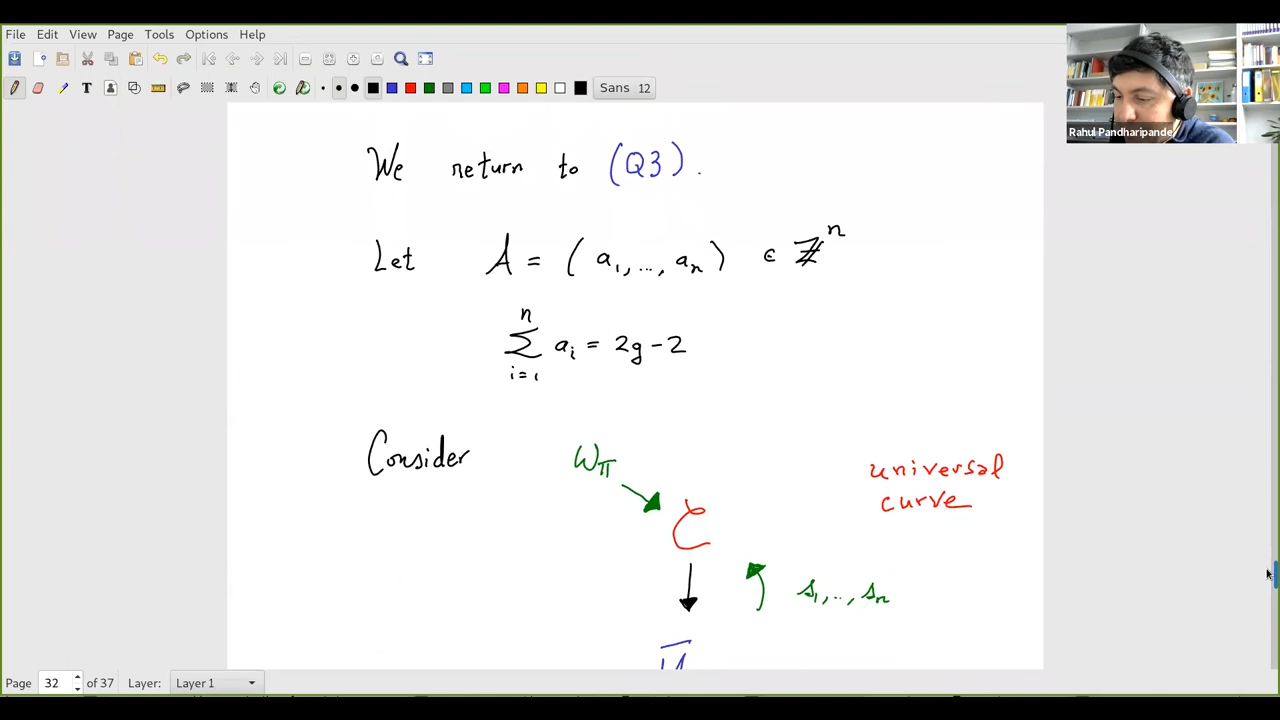 File Edit View Page Tools Options Help
Sans 12
Rahul Pandharipande
We return to (Q3).
Let A = (a₁,..., aₙ) ∈ ℤⁿ
n
∑ aᵢ = 2g-2
i=1
Consider ω_π
universal
C
curve
s₁,.., sₙ
Page 32 of 37 Layer: Layer 1